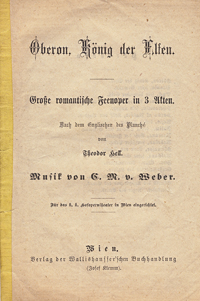 Oberon, König der Elfen.
Große romantische Feenoper in 3 Akten.
Nach dem Englischen des Planché
von
Theodor Hell.
Musik von C. M. v. Weber.
Für das k. k. Hofoperntheater in Wien eingerichtet.
Wien,
Verlag der Wallishausser'schen Buchhandlung
(Josef Klemm).